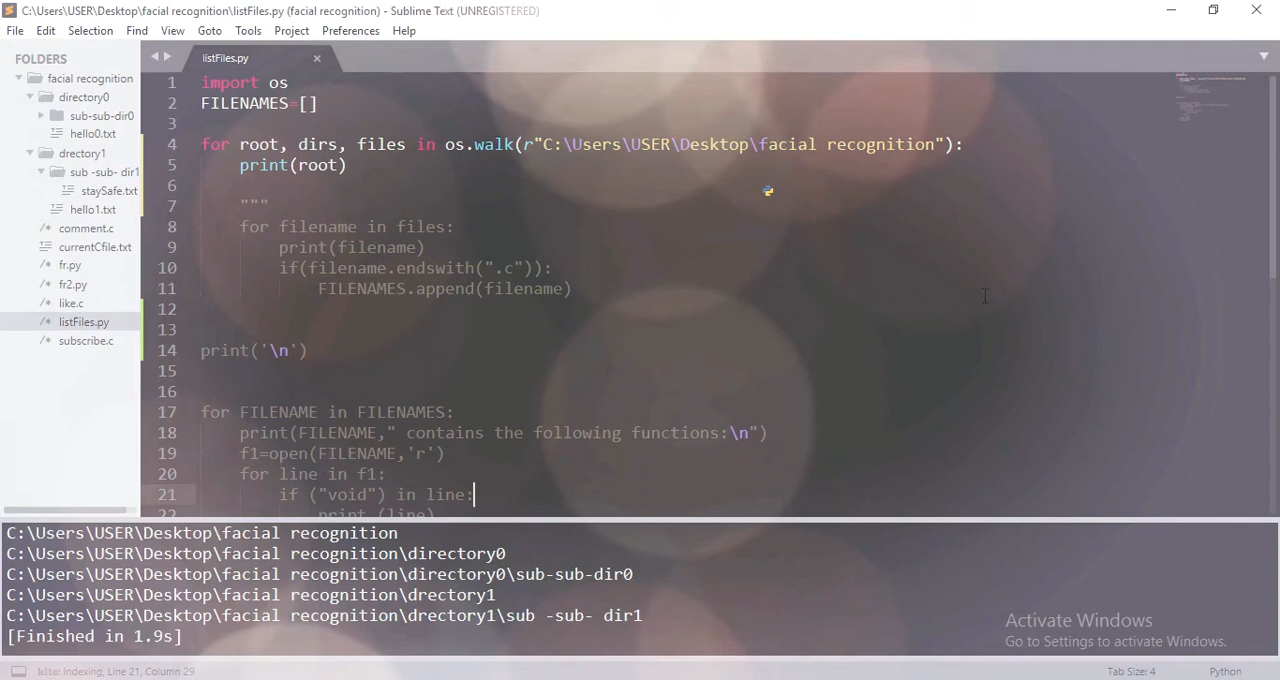 C:\Users\USER\Desktop\facial recognition\listFiles.py (facial recognition) - Sublime Text (UNREGISTERED)
File Edit Selection Find View Goto Tools Project Preferences Help
FOLDERS
facial recognition
directory0
sub-sub-dir0
hello0.txt
drectory1
sub -sub- dir1
staySafe.txt
hello1.txt
comment.c
currentCfile.txt
fr.py
fr2.py
like.c
listFiles.py
subscribe.c
listFiles.py
1 import os
2 FILENAMES=[]
3
4 for root, dirs, files in os.walk(r"C:\Users\USER\Desktop\facial recognition"):
5 print(root)
6
7 """
8 for filename in files:
9 print(filename)
10 if(filename.endswith(".c")):
11 FILENAMES.append(filename)
12
13
14 print('\n')
15
16
17 for FILENAME in FILENAMES:
18 print(FILENAME," contains the following functions:\n")
19 f1=open(FILENAME,'r')
20 for line in f1:
21 if ("void") in line:
22 print (line)
C:\Users\USER\Desktop\facial recognition
C:\Users\USER\Desktop\facial recognition\directory0
C:\Users\USER\Desktop\facial recognition\directory0\sub-sub-dir0
C:\Users\USER\Desktop\facial recognition\drectory1
C:\Users\USER\Desktop\facial recognition\drectory1\sub -sub- dir1
[Finished in 1.9s]
Activate Windows
Go to Settings to activate Windows.
kite: Indexing, Line 21, Column 29
Tab Size: 4
Python